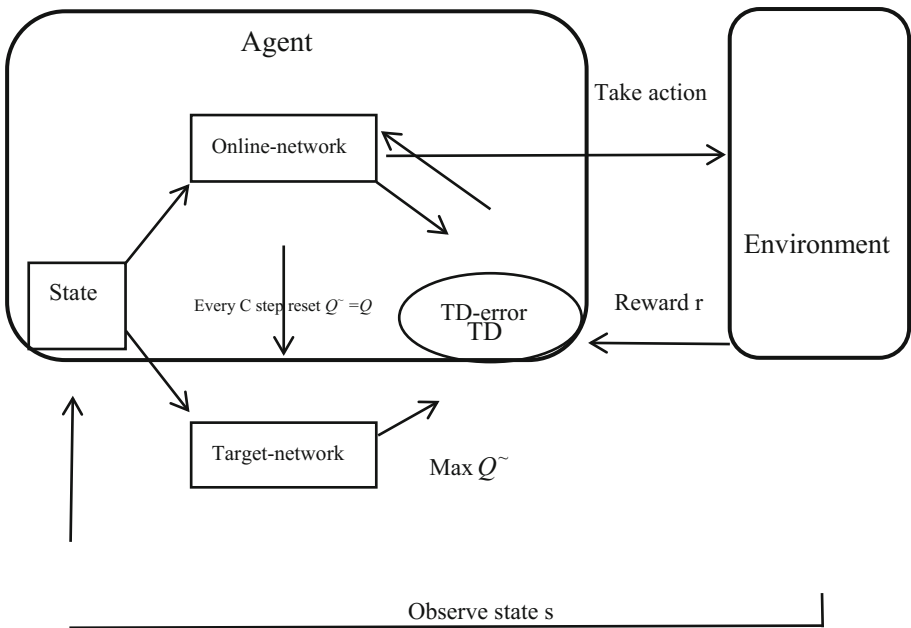 Agent
Take action
Online-network
Environment
State
Every C step reset Q~ =Q
TD-error
TD
Reward r
Target-network
Max Q~
Observe state s